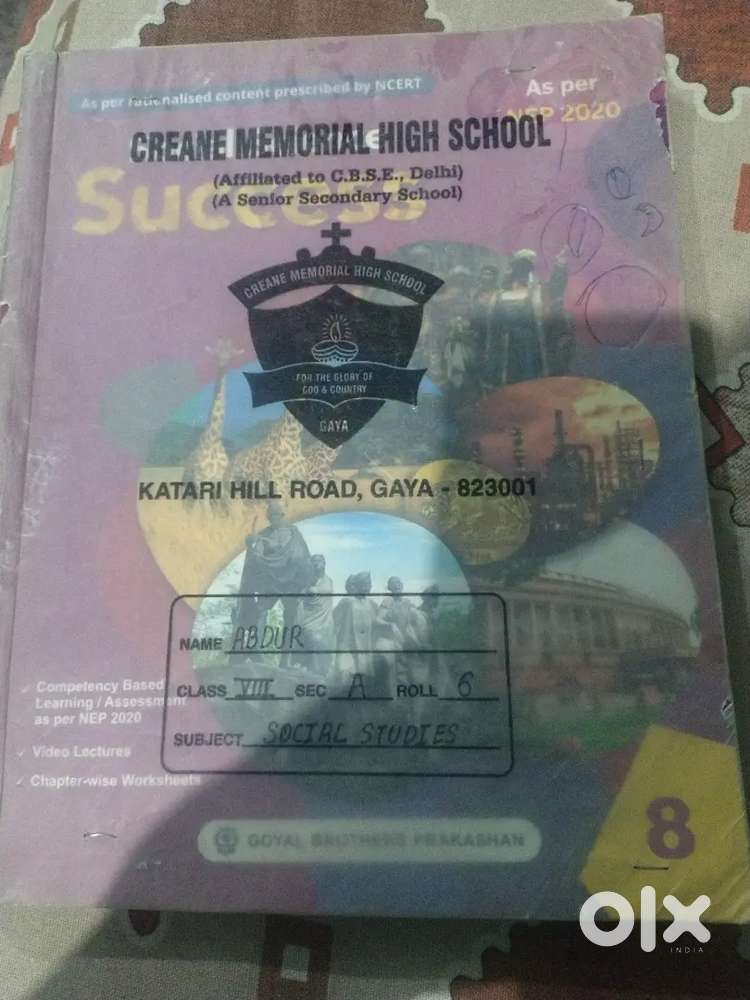 As per rationalised content prescribed by NCERT
As per
NEP 2020
CREANE MEMORIAL HIGH SCHOOL
(Affiliated to C.B.S.E., Delhi)
(A Senior Secondary School)
Success
CREANE MEMORIAL HIGH SCHOOL
FOR THE GLORY OF
GOD & COUNTRY
GAYA
KATARI HILL ROAD, GAYA - 823001
NAME ABDUR
CLASS VIII SEC A ROLL 6
SUBJECT SOCIAL STUDIES
Competency Based
Learning / Assessment
as per NEP 2020
Video Lectures
Chapter-wise Worksheets
GOYAL BROTHERS PRAKASHAN
8
olx
INDIA